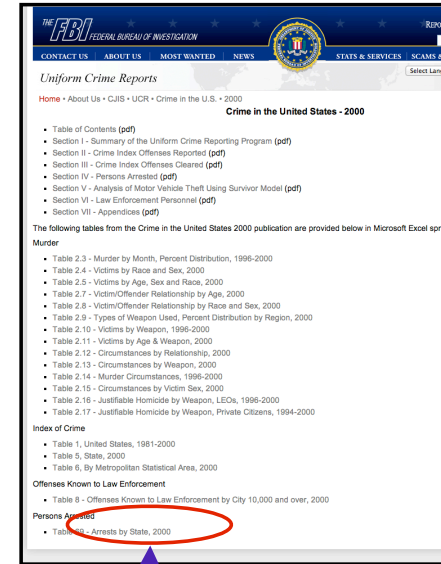 THE FBI FEDERAL BUREAU OF INVESTIGATION
CONTACT US ABOUT US MOST WANTED NEWS STATS & SERVICES SCAMS &
Uniform Crime Reports
Home • About Us • CJIS • UCR • Crime in the U.S. • 2000
Crime in the United States - 2000
Table of Contents (pdf)
Section I - Summary of the Uniform Crime Reporting Program (pdf)
Section II - Crime Index Offenses Reported (pdf)
Section III - Crime Index Offenses Cleared (pdf)
Section IV - Persons Arrested (pdf)
Section V - Analysis of Motor Vehicle Theft Using Survivor Model (pdf)
Section VI - Law Enforcement Personnel (pdf)
Section VII - Appendices (pdf)
The following tables from the Crime in the United States 2000 publication are provided below in Microsoft Excel
Murder
Table 2.3 - Murder by Month, Percent Distribution, 1996-2000
Table 2.4 - Victims by Race and Sex, 2000
Table 2.5 - Victims by Age, Sex and Race, 2000
Table 2.7 - Victim/Offender Relationship by Age, 2000
Table 2.8 - Victim/Offender Relationship by Race and Sex, 2000
Table 2.9 - Types of Weapon Used, Percent Distribution by Region, 2000
Table 2.10 - Victims by Weapon, 1996-2000
Table 2.11 - Victims by Age & Weapon, 2000
Table 2.12 - Circumstances by Relationship, 2000
Table 2.13 - Circumstances by Weapon, 2000
Table 2.14 - Murder Circumstances, 1996-2000
Table 2.15 - Circumstances by Victim Sex, 2000
Table 2.16 - Justifiable Homicide by Weapon, LEOs, 1996-2000
Table 2.17 - Justifiable Homicide by Weapon, Private Citizens, 1994-2000
Index of Crime
Table 1, United States, 1981-2000
Table 5, State, 2000
Table 6, By Metropolitan Statistical Area, 2000
Offenses Known to Law Enforcement
Table 8 - Offenses Known to Law Enforcement by City 10,000 and over, 2000
Persons Arrested
Table 69 - Arrests by State, 2000